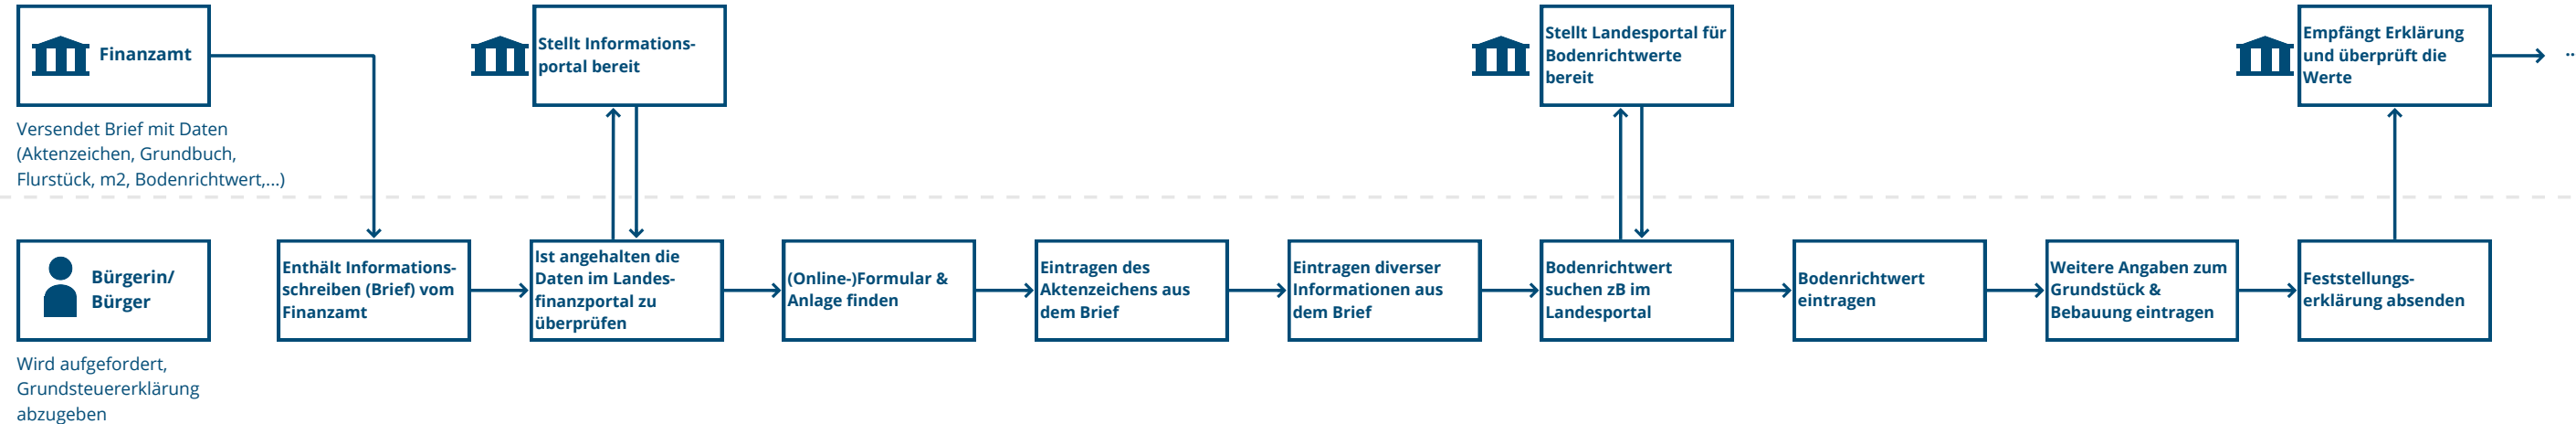 Finanzamt
Versendet Brief mit Daten
(Aktenzeichen, Grundbuch,
Flurstück, m2, Bodenrichtwert,...)
Stellt Informations-
portal bereit
Stellt Landesportal für
Bodenrichtwerte
bereit
Empfängt Erklärung
und überprüft die
Werte
..
Bürgerin/
Bürger
Wird aufgefordert,
Grundsteuererklärung
abzugeben
Enthält Informations-
schreiben (Brief) vom
Finanzamt
Ist angehalten die
Daten im Landes-
finanzportal zu
überprüfen
(Online-)Formular &
Anlage finden
Eintragen des
Aktenzeichens aus
dem Brief
Eintragen diverser
Informationen aus
dem Brief
Bodenrichtwert
suchen zB im
Landesportal
Bodenrichtwert
eintragen
Weitere Angaben zum
Grundstück &
Bebauung eintragen
Feststellungs-
erklärung absenden